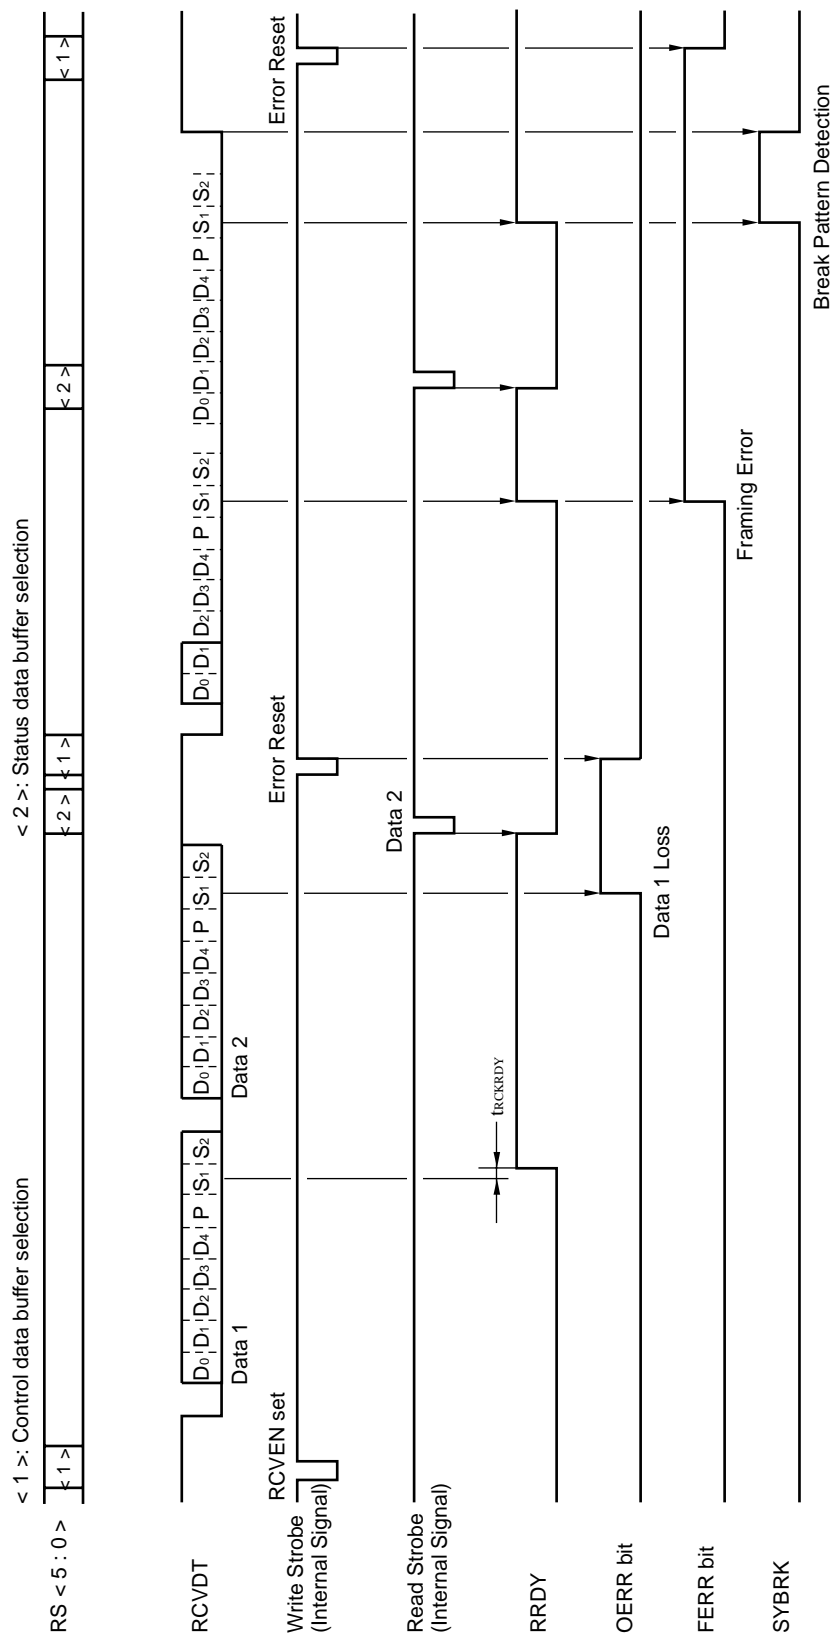 < 1 >: Control data buffer selection
< 2 >: Status data buffer selection
RS < 5 : 0 >
< 1 >
< 2 >
< 1 >
< 2 >
< 1 >
RCVDT
D0 D1 D2 D3 D4 P S1 S2
Data 1
D0 D1 D2 D3 D4 P S1 S2
Data 2
D0 D1 D2 D3 D4 P S1 S2
D0 D1 D2 D3 D4 P S1 S2
Write Strobe
(Internal Signal)
RCVEN set
Error Reset
Error Reset
Read Strobe
(Internal Signal)
Data 2
RRDY
tRCKRDY
OERR bit
Data 1 Loss
FERR bit
Framing Error
SYBRK
Break Pattern Detection